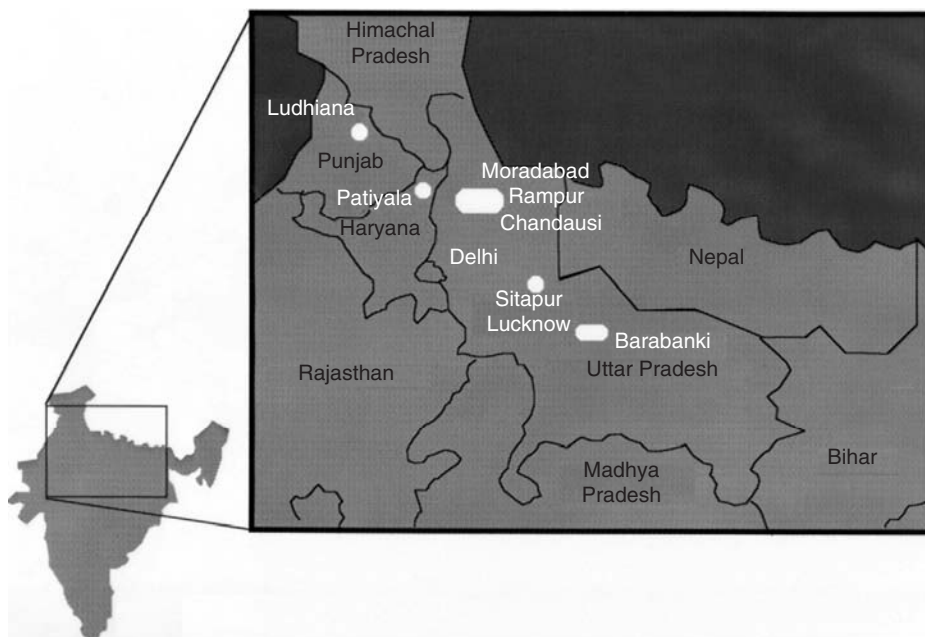 Himachal
Pradesh
Ludhiana
Punjab
Patiyala
Haryana
Moradabad
Rampur
Chandausi
Delhi
Nepal
Sitapur
Lucknow
Barabanki
Uttar Pradesh
Rajasthan
Madhya
Pradesh
Bihar